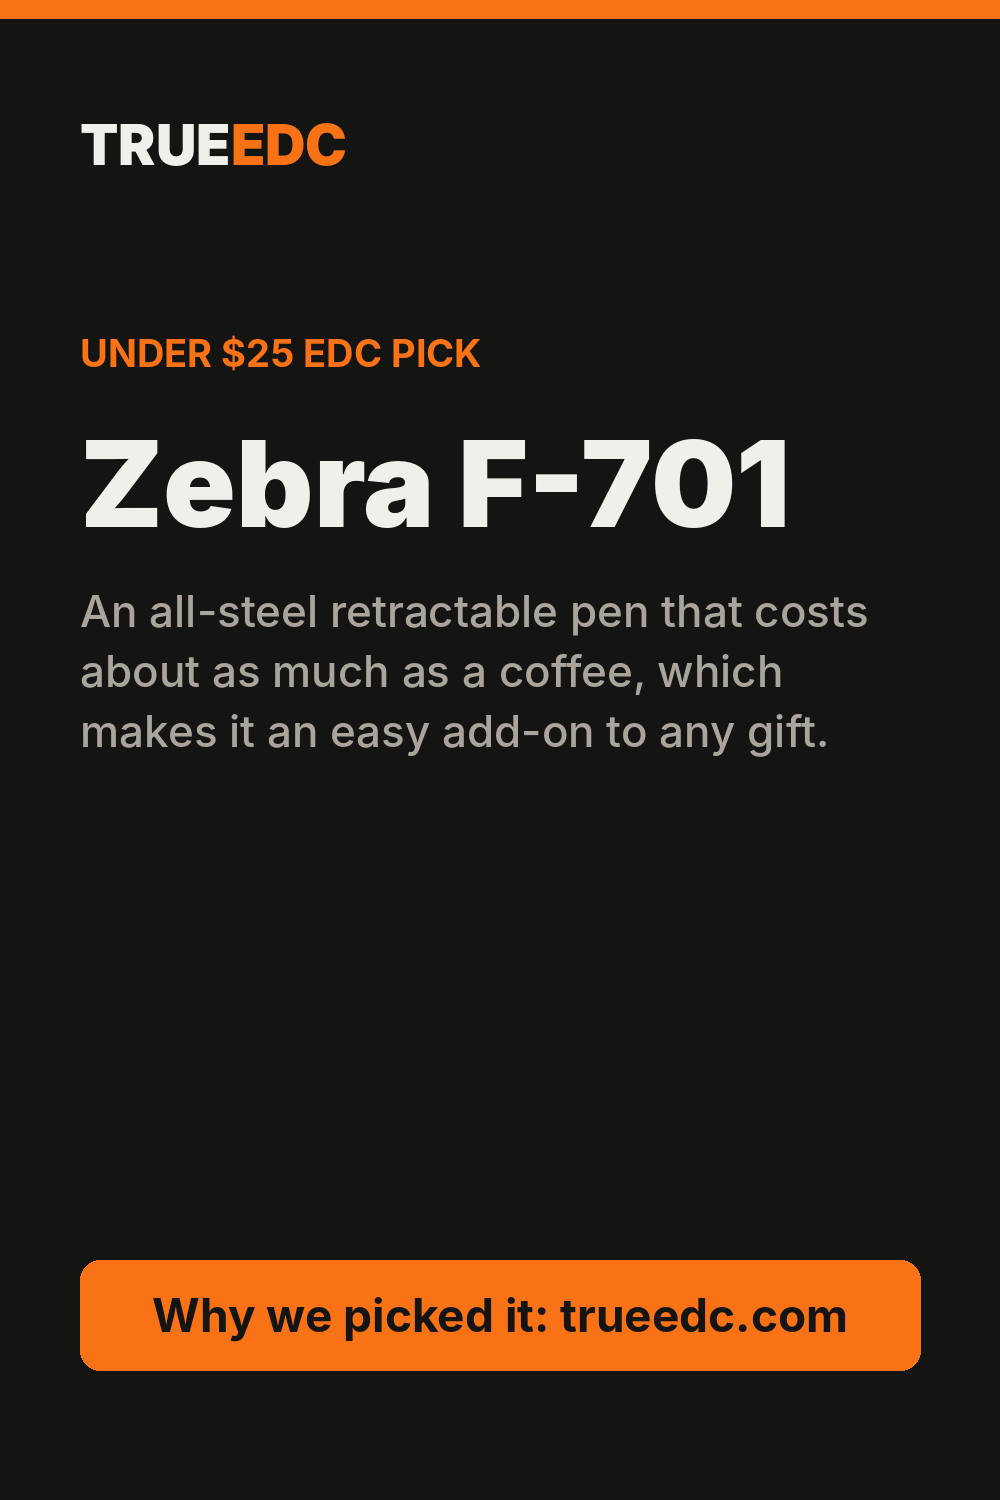 TRUEEDC
UNDER $25 EDC PICK
Zebra F-701
An all-steel retractable pen that costs
about as much as a coffee, which
makes it an easy add-on to any gift.
Why we picked it: trueedc.com